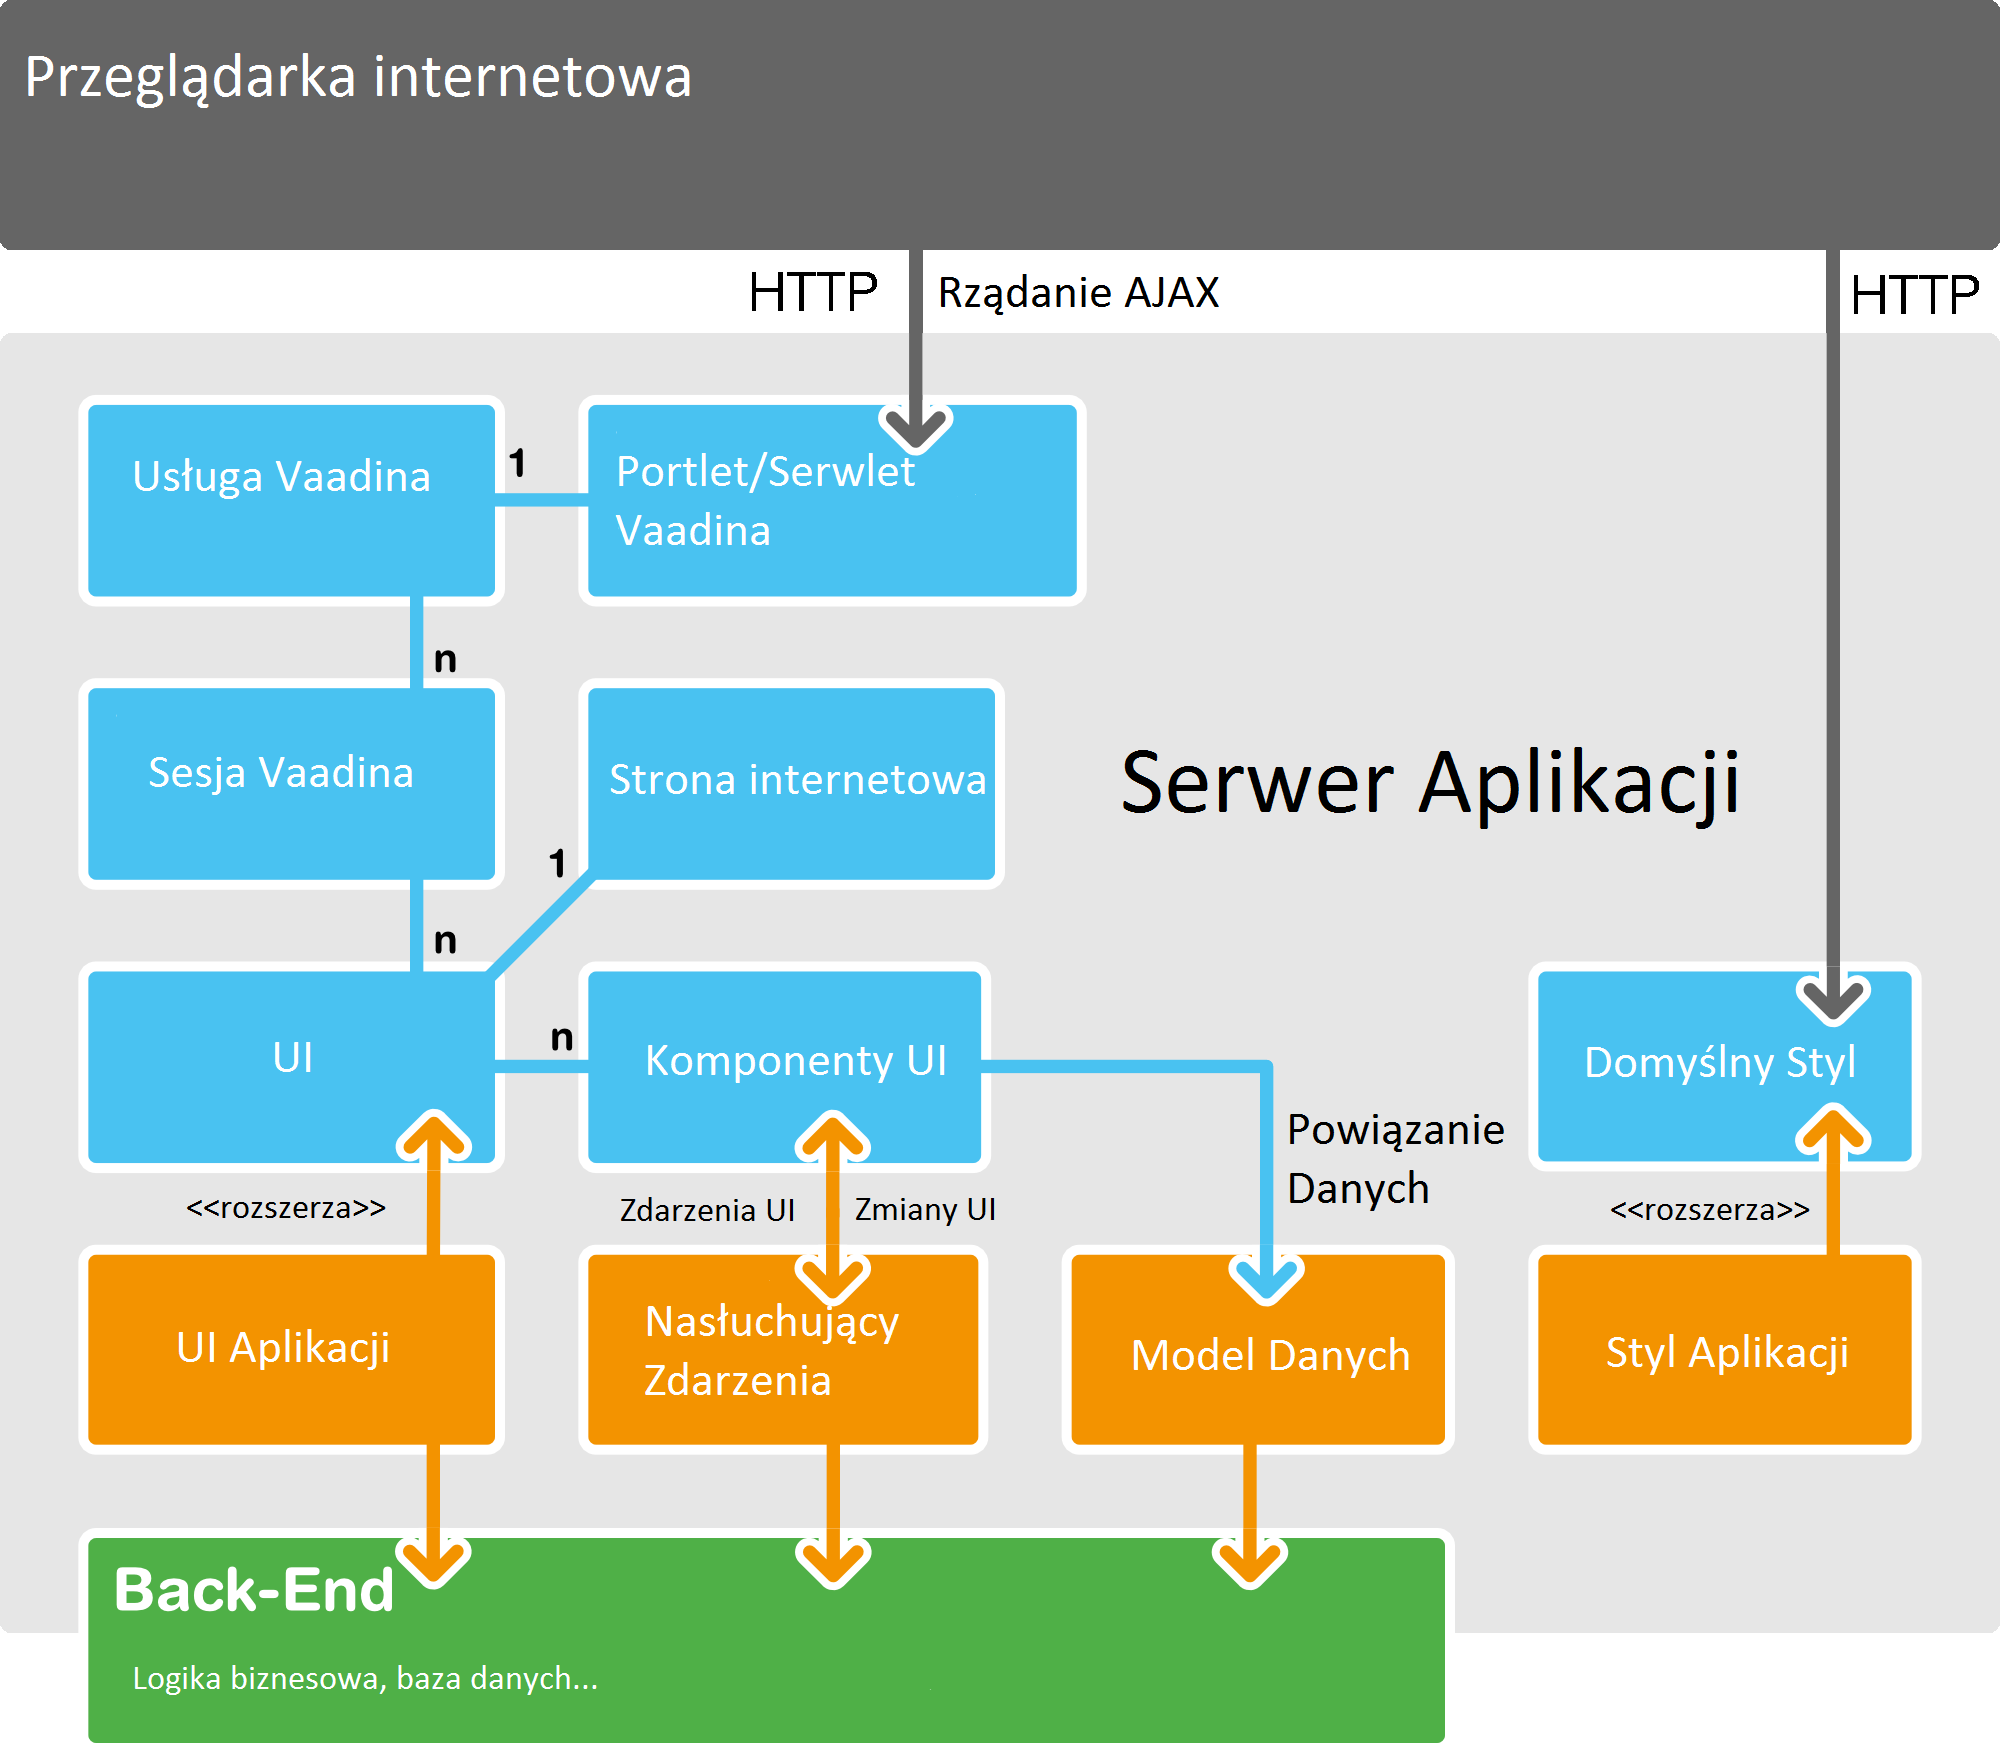 Przeglądarka internetowa
HTTP
Rządanie AJAX
HTTP
Usługa Vaadina
1
Portlet/Serwlet
Vaadina
n
Sesja Vaadina
Strona internetowa
Serwer Aplikacji
1
n
UI
n
Komponenty UI
Domyślny Styl
Powiązanie
Danych
<<rozszerza>>
Zdarzenia UI
Zmiany UI
<<rozszerza>>
UI Aplikacji
Nasłuchujący
Zdarzenia
Model Danych
Styl Aplikacji
Back-End
Logika biznesowa, baza danych...